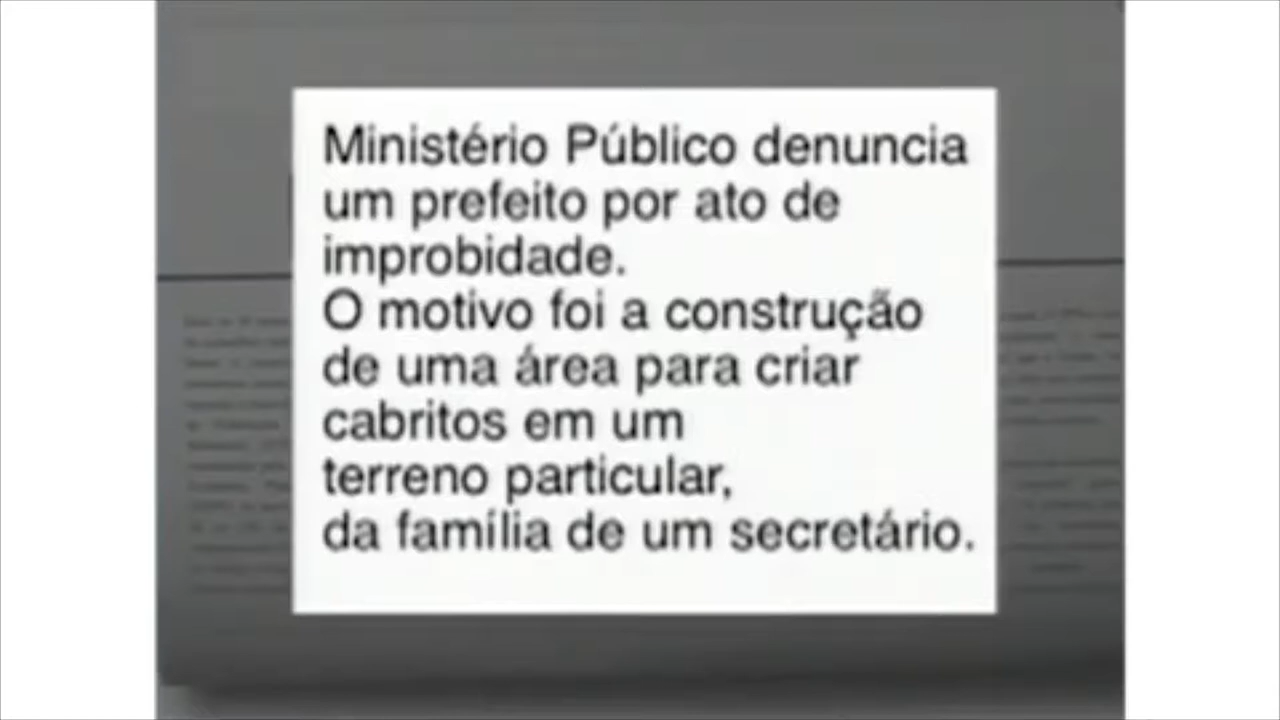 Ministério Público denuncia
um prefeito por ato de
improbidade.
O motivo foi a construção
de uma área para criar
cabritos em um
terreno particular,
da família de um secretário.